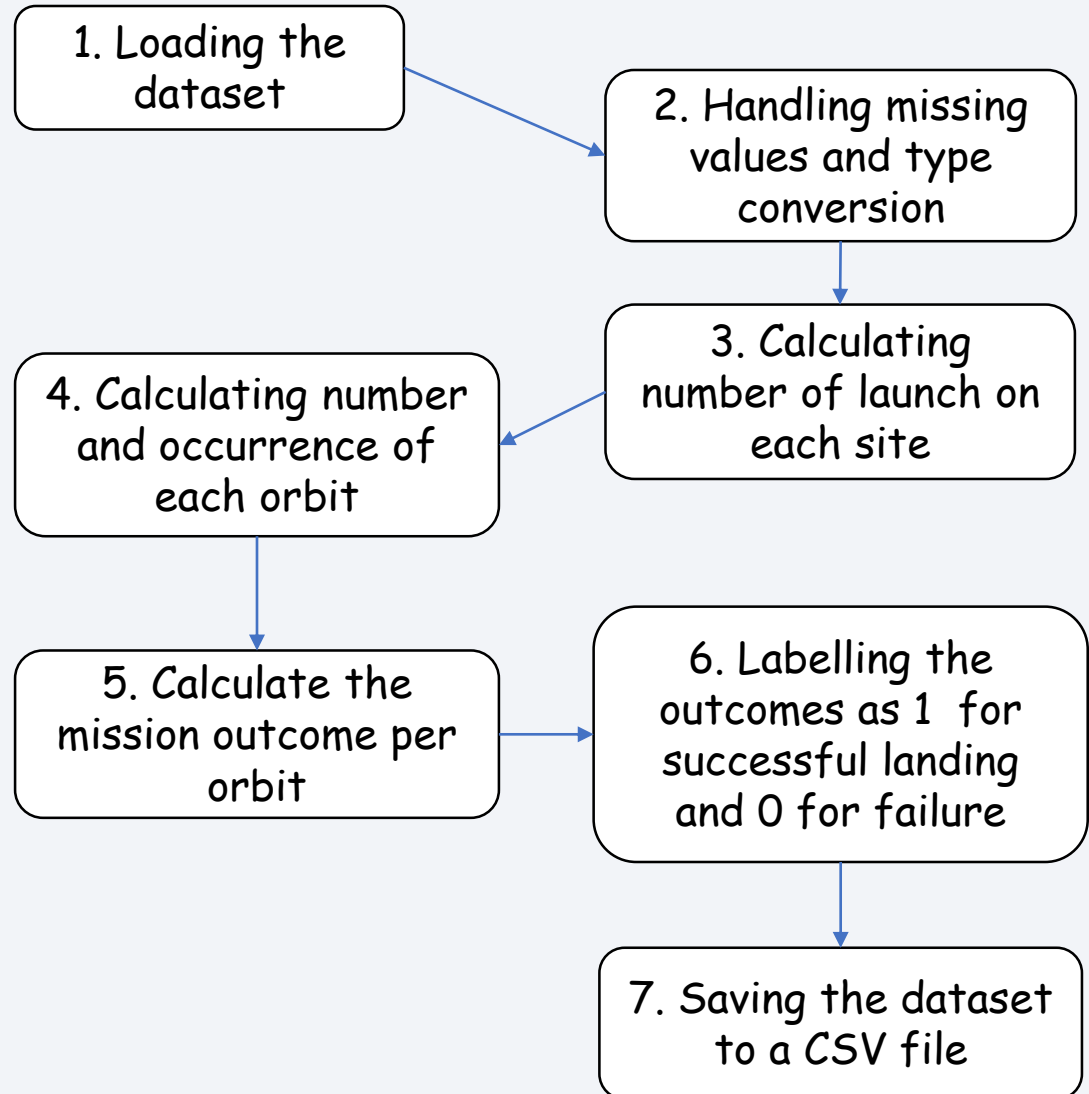 1. Loading the
dataset
2. Handling missing
values and type
conversion
3. Calculating
number of launch on
each site
4. Calculating number
and occurrence of
each orbit
5. Calculate the
mission outcome per
orbit
6. Labelling the
outcomes as 1 for
successful landing
and 0 for failure
7. Saving the dataset
to a CSV file